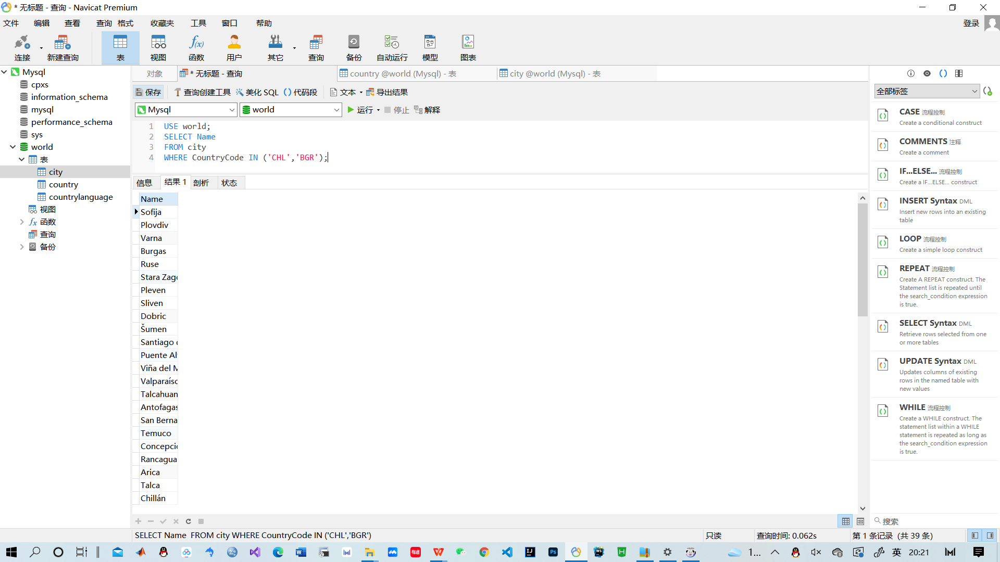 * 无标题 - 查询 - Navicat Premium
文件 编辑 查看 查询 格式 收藏夹 工具 窗口 帮助 登录
连接 新建查询 表 视图 函数 用户 其它 查询 备份 自动运行 模型 图表
Mysql
cpxs
information_schema
mysql
performance_schema
sys
world
表
city
country
countrylanguage
视图
函数
查询
备份
对象 * 无标题 - 查询 country @world (Mysql) - 表 city @world (Mysql) - 表
保存 查询创建工具 美化 SQL () 代码段 文本 导出结果
Mysql world 运行 停止 解释
1 USE world;
2 SELECT Name
3 FROM city
4 WHERE CountryCode IN ('CHL','BGR');
信息 结果 1 剖析 状态
Name
Sofija
Plovdiv
Varna
Burgas
Ruse
Stara Zago
Pleven
Sliven
Dobric
Šumen
Santiago
Puente Al
Viña del M
Valparaíso
Talcahuan
Antofagas
San Berna
Temuco
Concepció
Rancagua
Arica
Talca
Chillán
全部标签
CASE 流程控制
Create a conditional construct
COMMENTS 注释
Create a comment
IF...ELSE... 流程控制
Create a IF...ELSE... construct
INSERT Syntax DML
Insert new rows into an existing
table
LOOP 流程控制
Create a simple loop construct
REPEAT 流程控制
Create A REPEAT construct. The
Statement list is repeated until
the search_condition expression
is true.
SELECT Syntax DML
Retrieve rows selected from one
or more tables
UPDATE Syntax DML
Updates columns of existing
rows in the named table with
new values
WHILE 流程控制
Create a WHILE construct. The
statement list within a WHILE
statement is repeated as long as
the search_condition expression
is true.
搜索
SELECT Name  FROM city WHERE CountryCode IN ('CHL','BGR') 只读 查询时间: 0.062s 第 1 条记录 (共 39 条)
1... 英 20:21